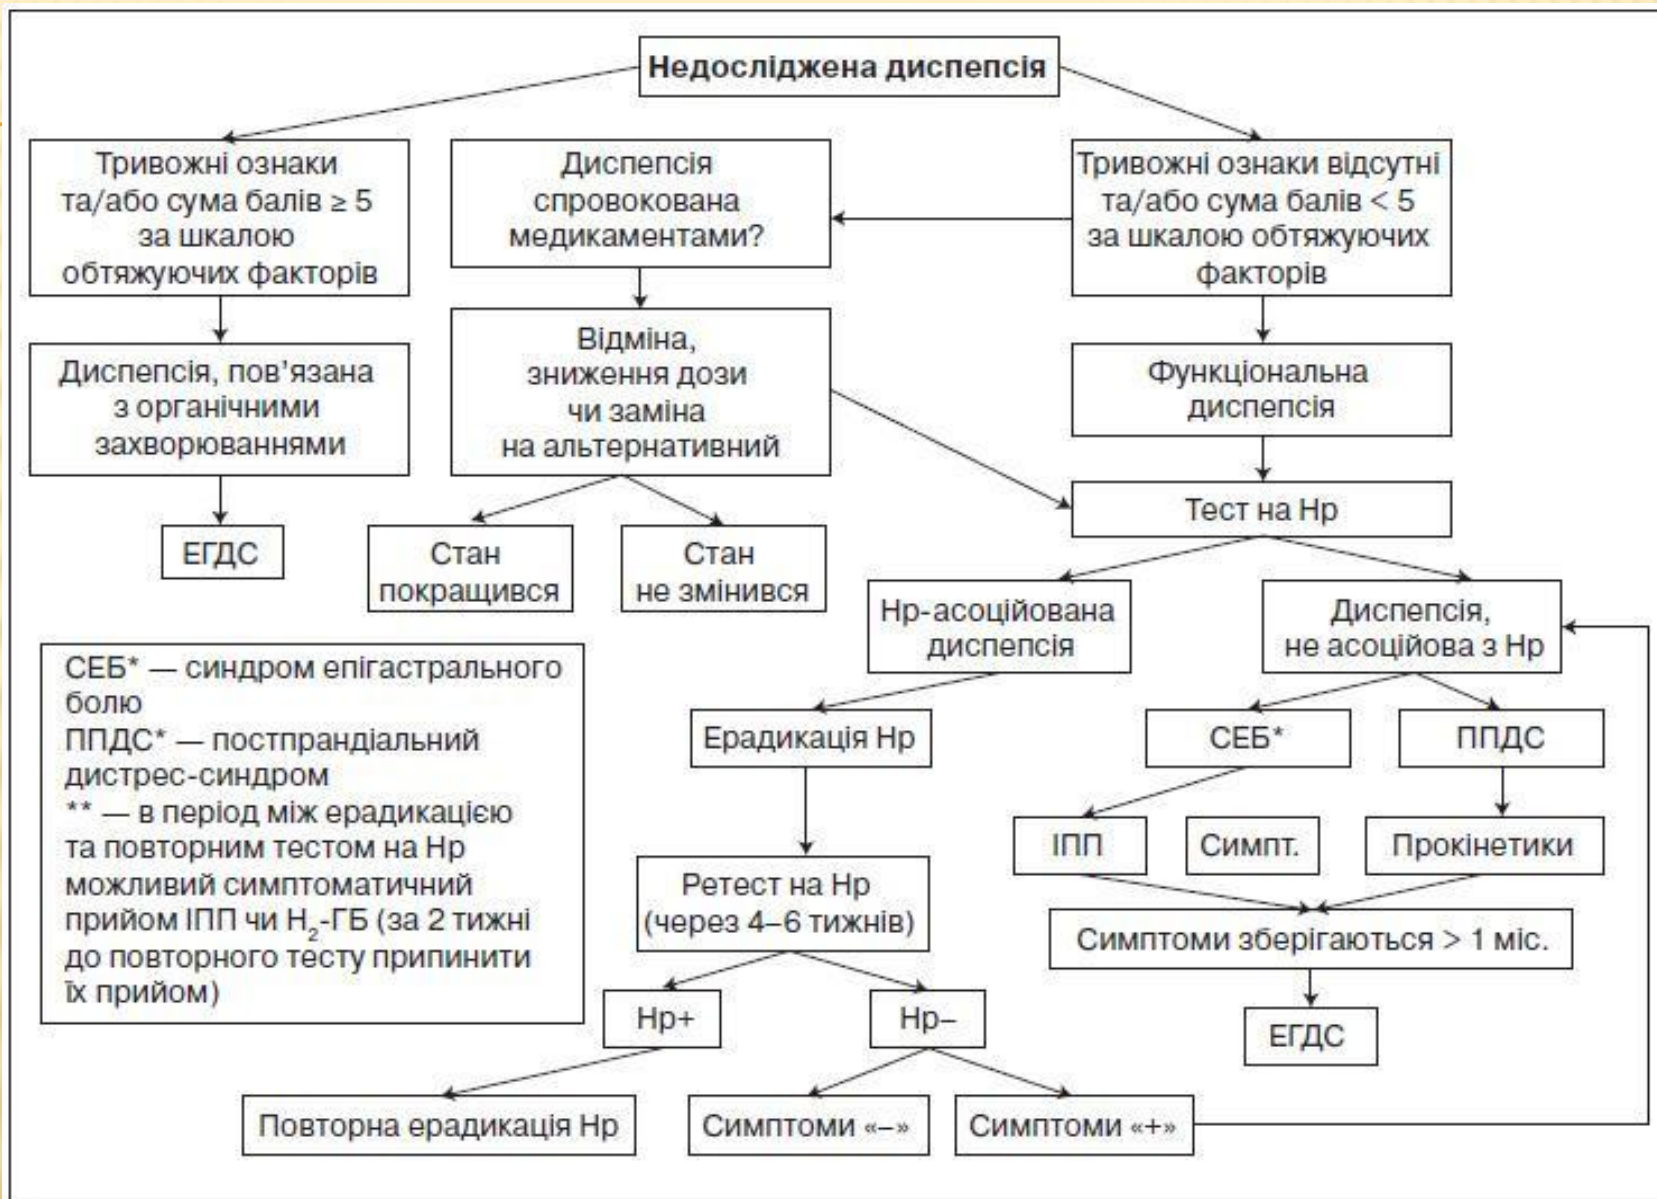 Недосліджена диспепсія
Тривожні ознаки
та/або сума балів ≥ 5
за шкалою
обтяжуючих факторів
Диспепсія
спровокована
медикаментами?
Тривожні ознаки відсутні
та/або сума балів < 5
за шкалою обтяжуючих
факторів
Диспепсія, пов’язана
з органічними
захворюваннями
Відміна,
зниження дози
чи заміна
на альтернативний
Функціональна
диспепсія
Тест на Нр
ЕГДС
Стан
покращився
Стан
не змінився
Нр-асоційована
диспепсія
Диспепсія,
не асоційова з Нр
СЕБ* — синдром епігастрального
болю
ППДС* — постпрандіальний
дистрес-синдром
** — в період між ерадикацією
та повторним тестом на Нр
можливий симптоматичний
прийом ІПП чи Н₂-ГБ (за 2 тижні
до повторного тесту припинити
їх прийом)
Ерадикація Нр
СЕБ*
ППДС
ІПП
Симпт.
Прокінетики
Ретест на Нр
(через 4–6 тижнів)
Симптоми зберігаються > 1 міс.
Нр+
Нр–
ЕГДС
Повторна ерадикація Нр
Симптоми «–»
Симптоми «+»